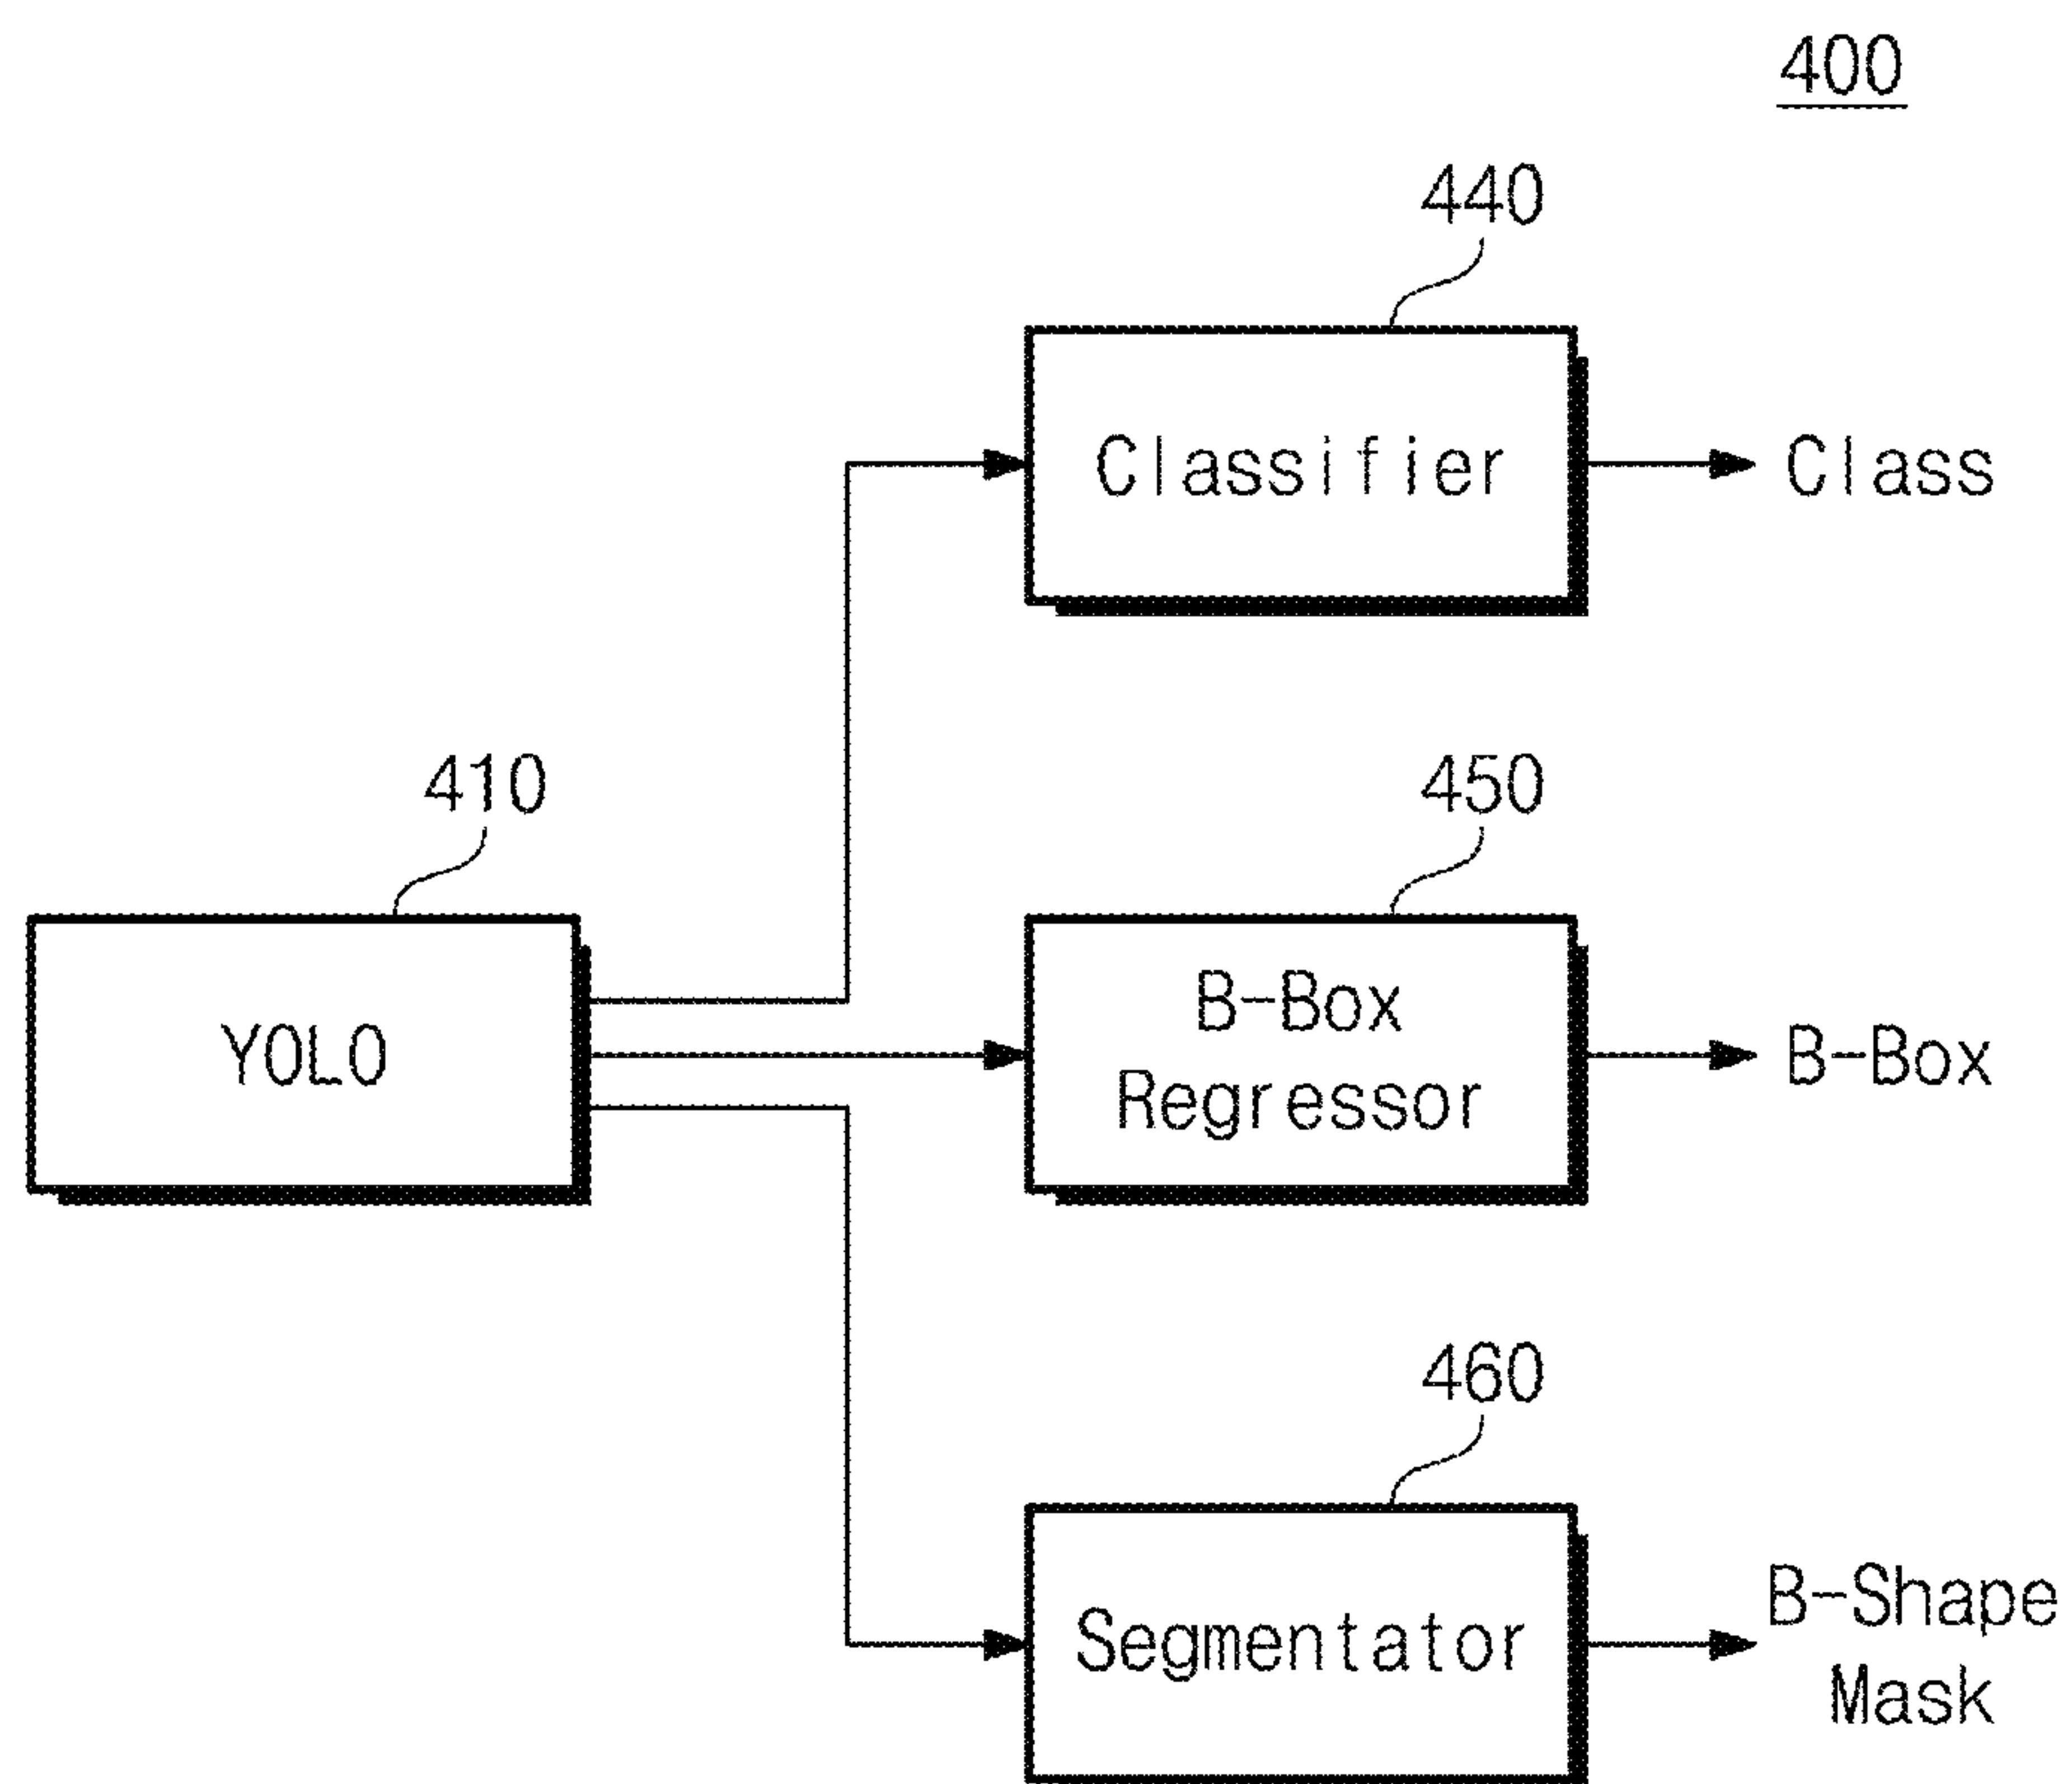 400
440
Classifier
Class
410
450
YOLO
B-Box
Regressor
B-Box
460
Segmentator
B-Shape
Mask